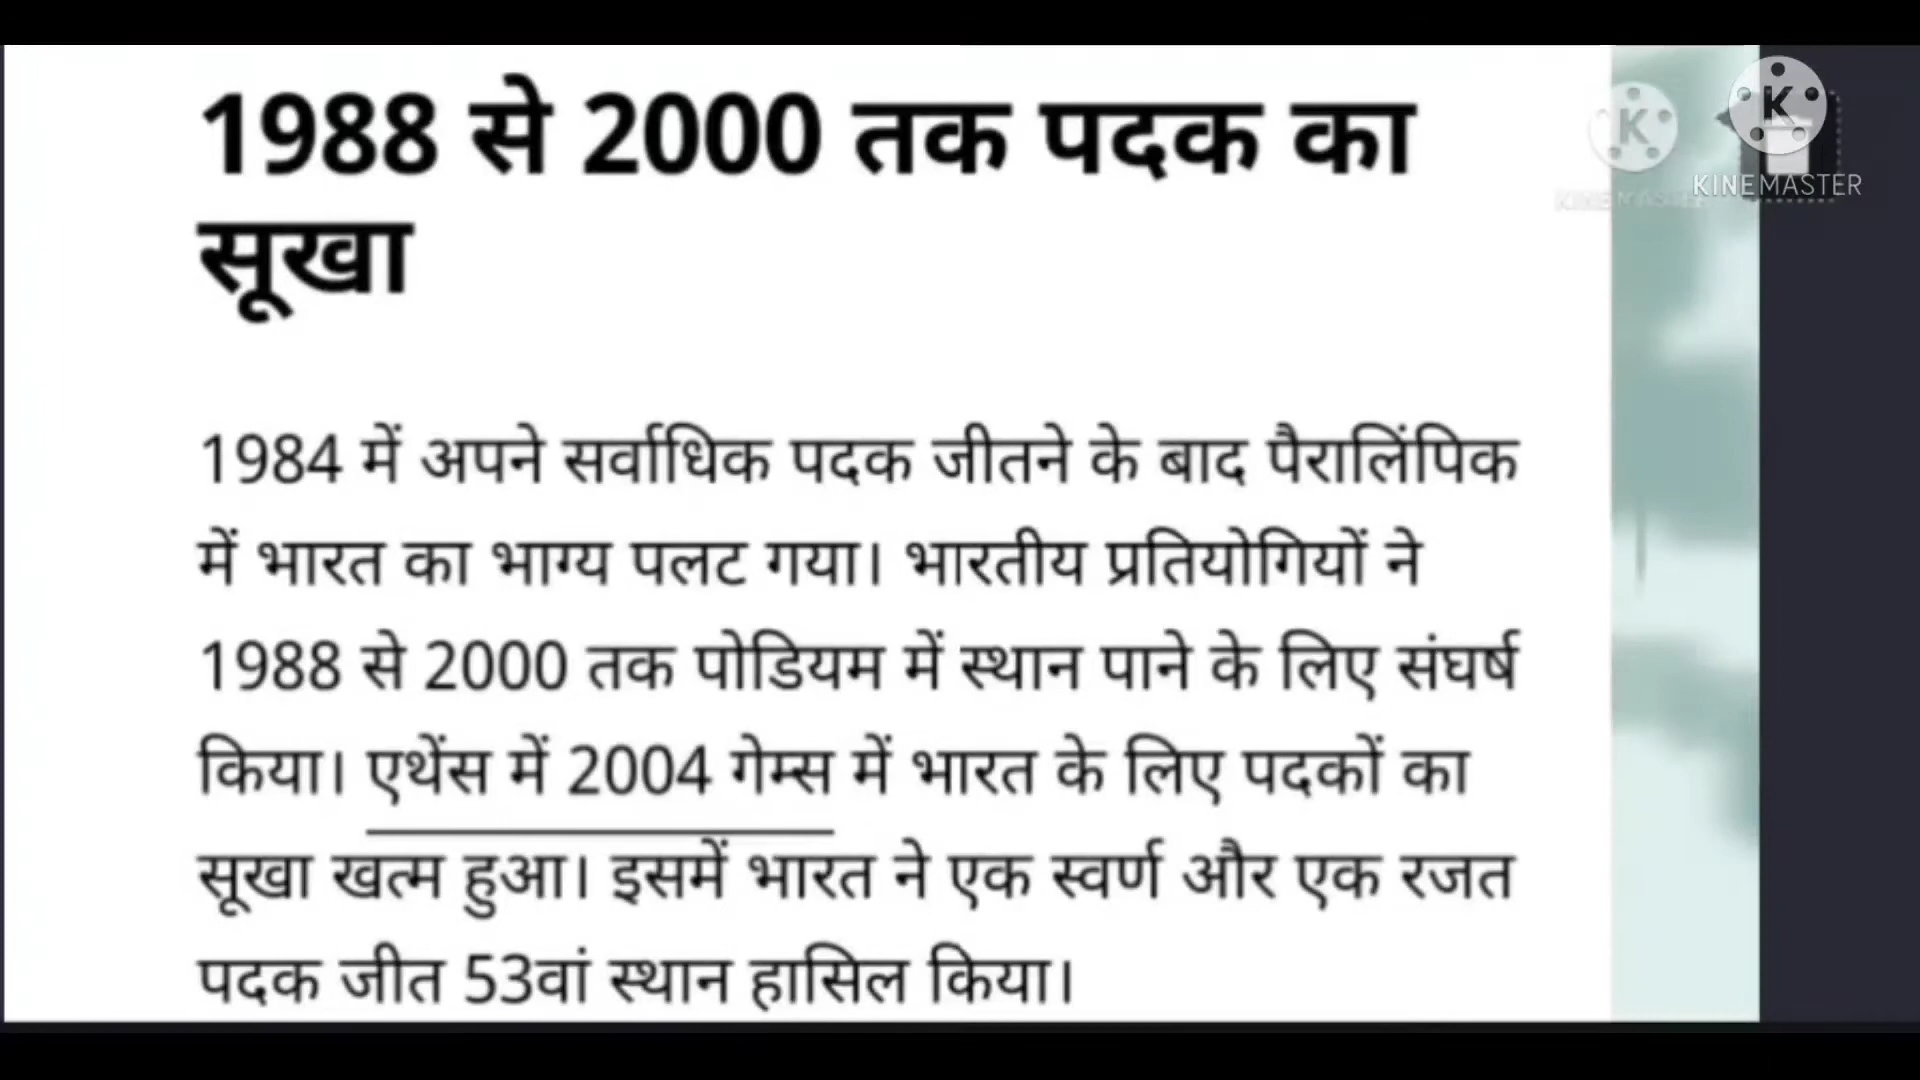 1988 से 2000 तक पदक का
सूखा
1984 में अपने सर्वाधिक पदक जीतने के बाद पैरालिंपिक
में भारत का भाग्य पलट गया। भारतीय प्रतियोगियों ने
1988 से 2000 तक पोडियम में स्थान पाने के लिए संघर्ष
किया। एथेंस में 2004 गेम्स में भारत के लिए पदकों का
सूखा खत्म हुआ। इसमें भारत ने एक स्वर्ण और एक रजत
पदक जीत 53वां स्थान हासिल किया।
K
KINEMASTER
K
KINEMASTER